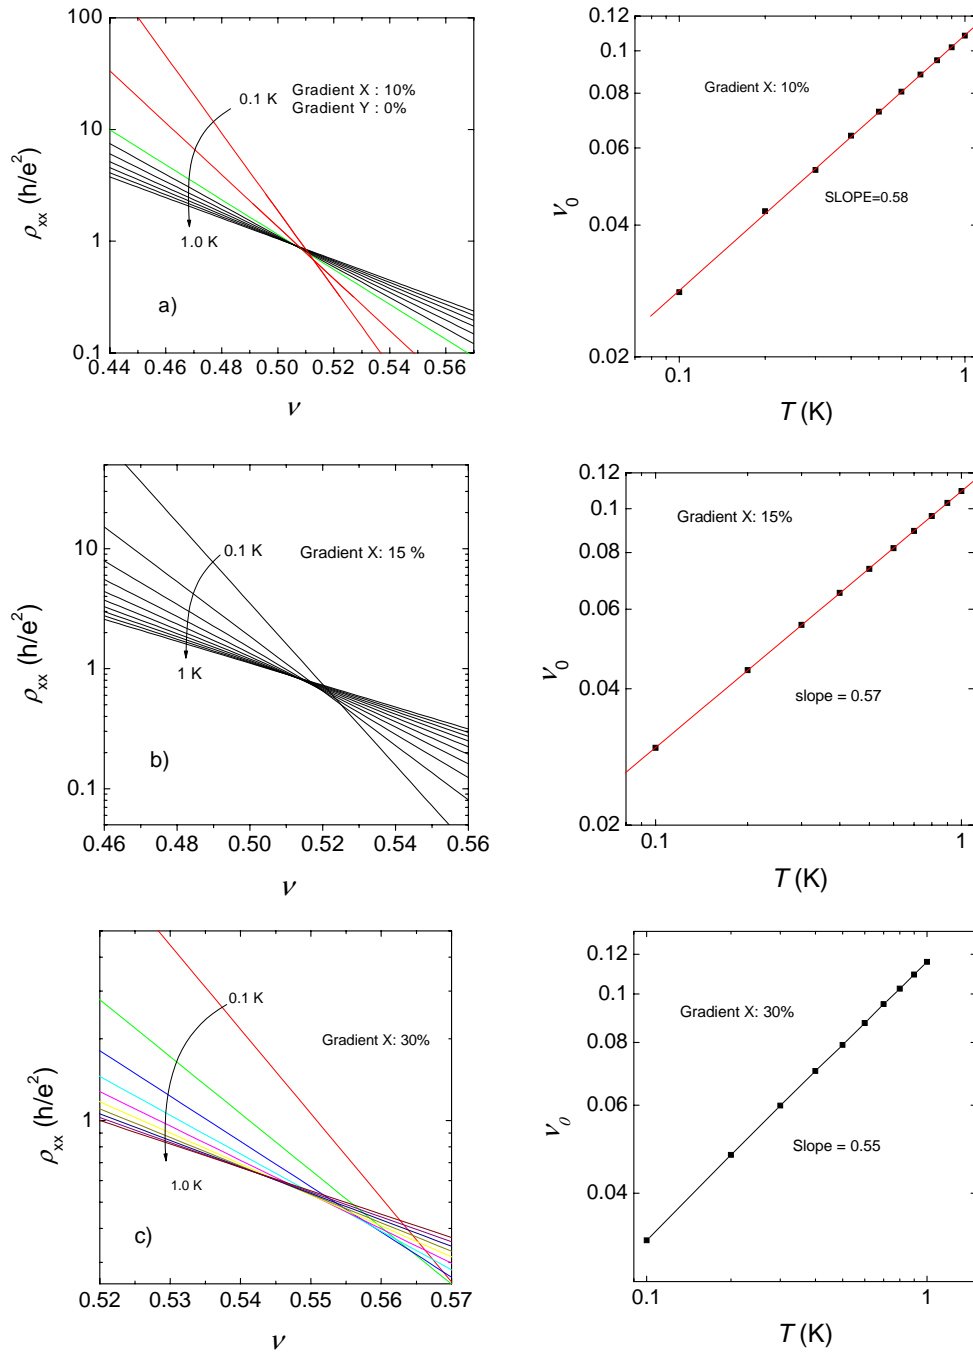 100
10
1
0.1
ρxx (h/e²)
0.1 K
Gradient X : 10%
Gradient Y : 0%
1.0 K
a)
0.44 0.46 0.48 0.50 0.52 0.54 0.56
ν
0.12
0.1
0.08
0.06
0.04
0.02
ν0
Gradient X: 10%
SLOPE=0.58
0.1 1
T (K)
10
1
0.1
ρxx (h/e²)
0.1 K
Gradient X: 15 %
1 K
b)
0.46 0.48 0.50 0.52 0.54 0.56
ν
0.12
0.1
0.08
0.06
0.04
0.02
ν0
Gradient X: 15%
slope = 0.57
0.1 1
T (K)
1
ρxx (h/e²)
0.1 K
Gradient X: 30%
1.0 K
c)
0.52 0.53 0.54 0.55 0.56 0.57
ν
0.12
0.1
0.08
0.06
0.04
ν0
Gradient X: 30%
Slope = 0.55
0.1 1
T (K)